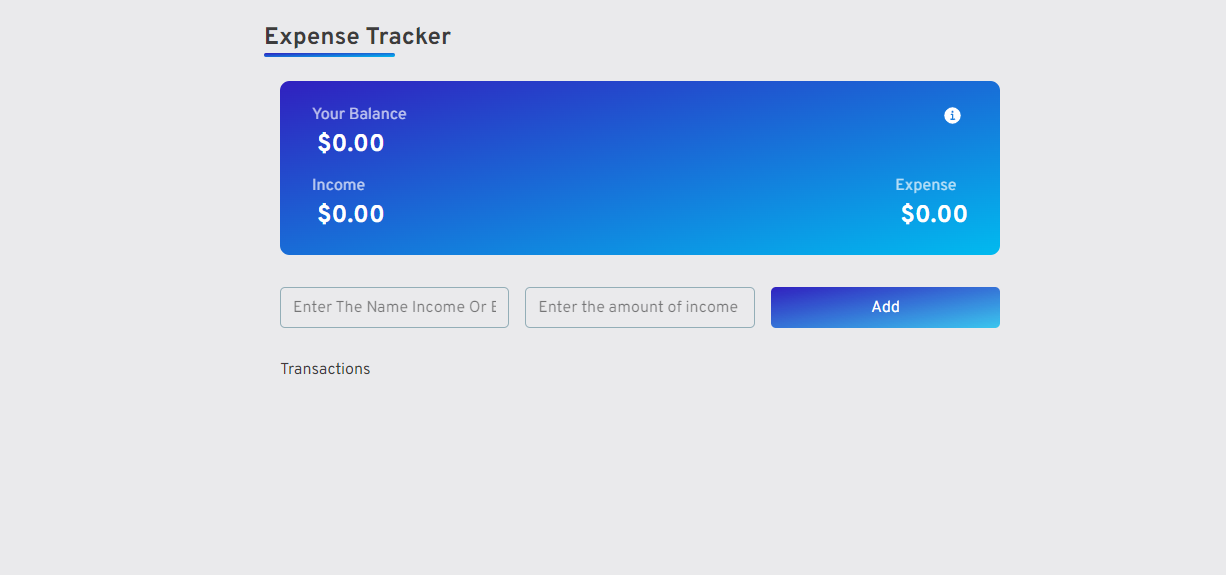 Expense Tracker
Your Balance
$0.00
Income
Expense
$0.00
$0.00
Enter The Name Income Or E
Enter the amount of income
Add
Transactions